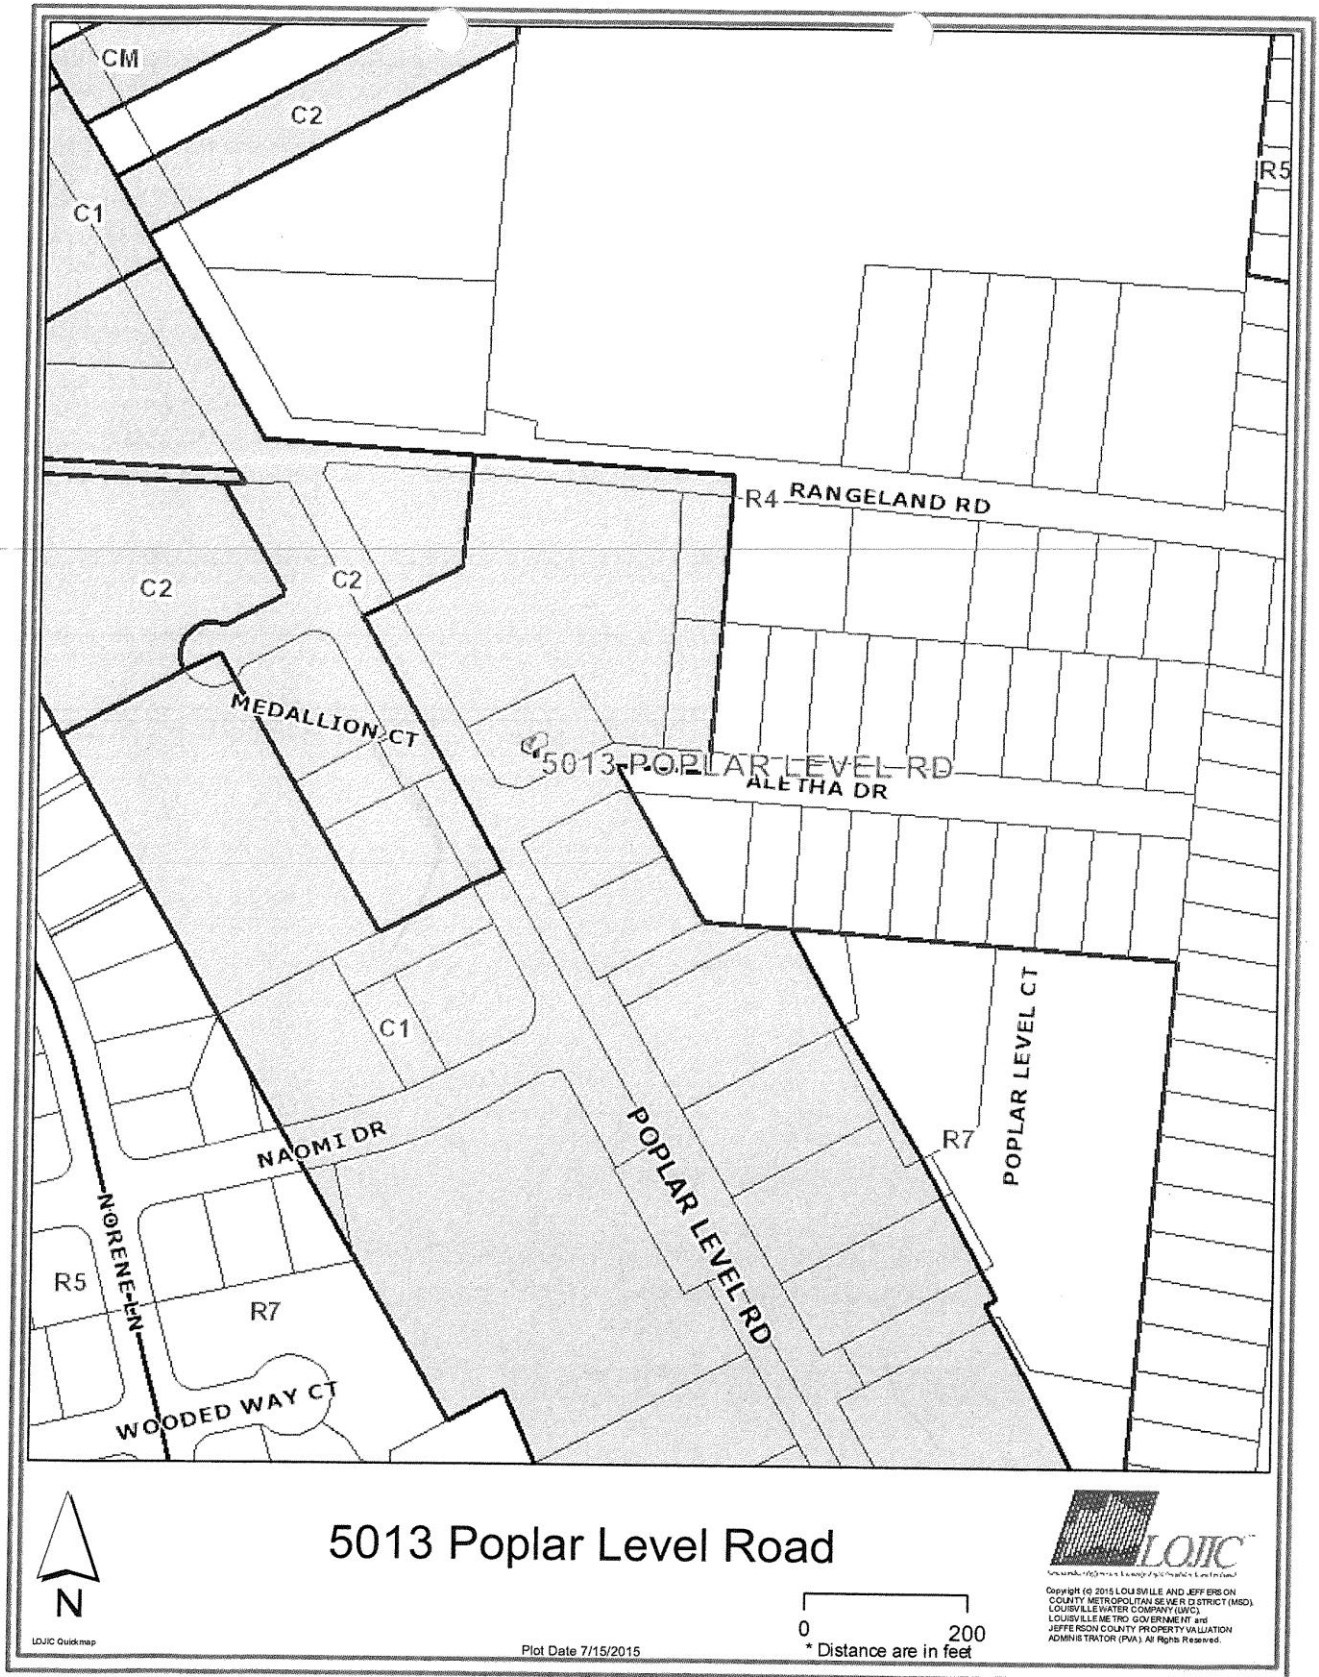 CM
C2
R5
C1
R4 RANGELAND RD
C2
C2
MEDALLION CT
5013 POPLAR LEVEL RD
ALETHA DR
C1
POPLAR LEVEL CT
NAOMI DR
POPLAR LEVEL RD
R7
NORENE LN
R5
R7
WOODED WAY CT
5013 Poplar Level Road
LOJIC
N
0 200
* Distance are in feet
Copyright (c) 2015 LOUISVILLE AND JEFFERSON
COUNTY METROPOLITAN SEWER DISTRICT (MSD),
LOUISVILLE WATER COMPANY (LWC),
LOUISVILLE METRO GOVERNMENT and
JEFFERSON COUNTY PROPERTY VALUATION
ADMINISTRATOR (PVA). All Rights Reserved.
LOJIC Quickmap
Plot Date 7/15/2015